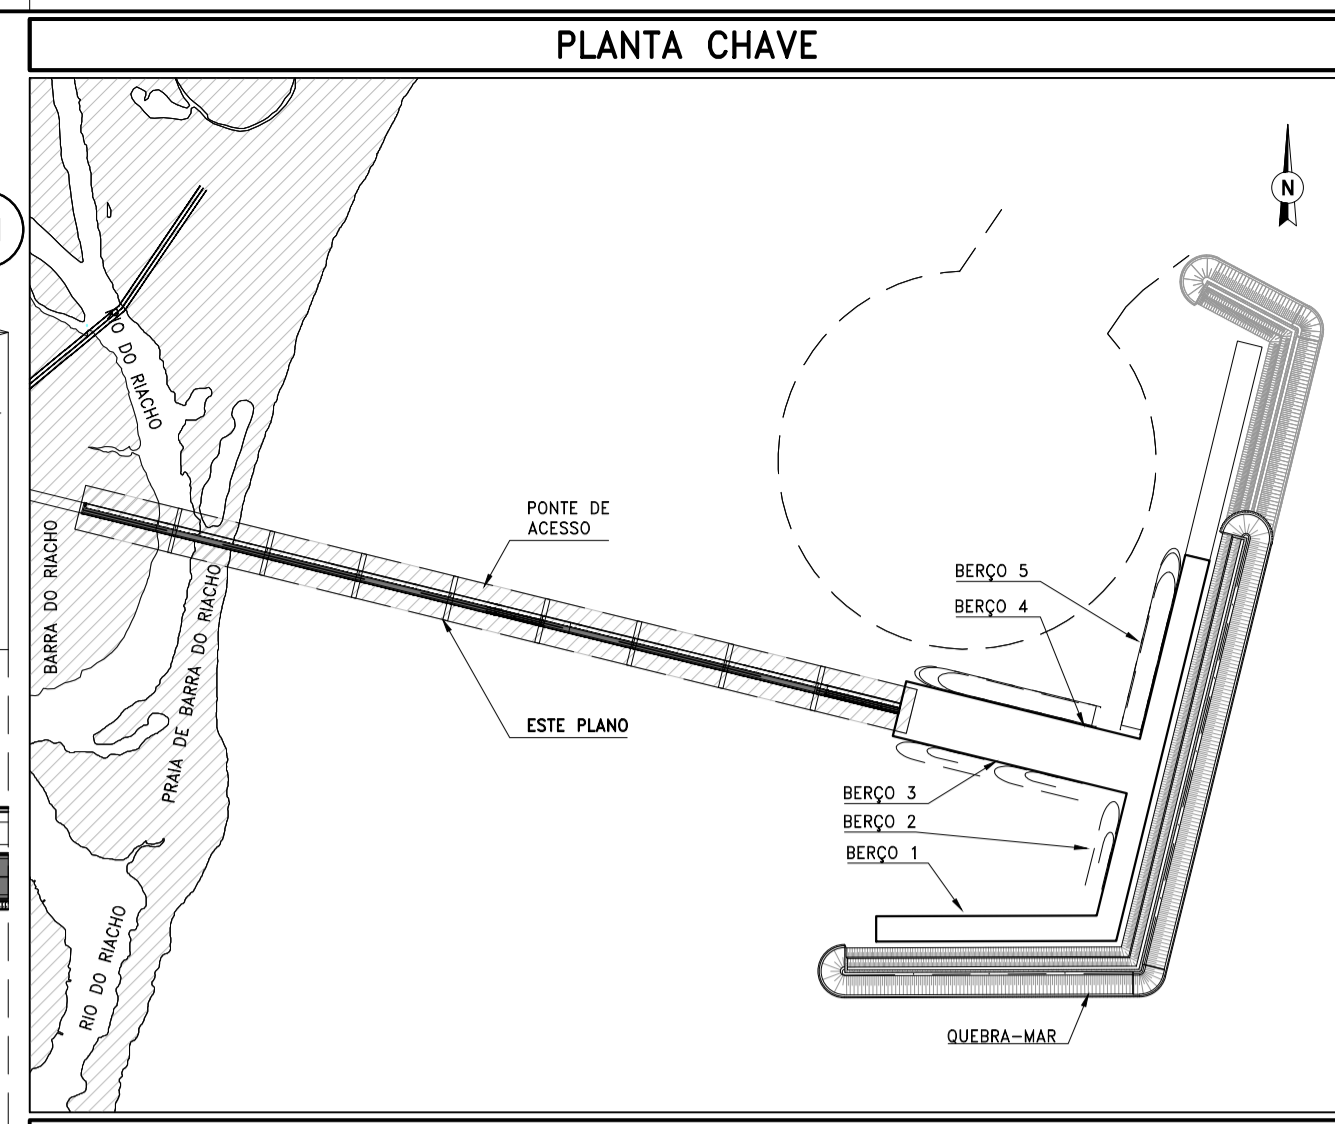 PLANTA CHAVE
N
O DO RIACHO
PONTE DE
ACESSO
BARRA DO RIACHO
PRAIA DE BARRA DO RIACHO
BERÇO 5
BERÇO 4
ESTE PLANO
BERÇO 3
BERÇO 2
BERÇO 1
RIO DO RIACHO
QUEBRA-MAR